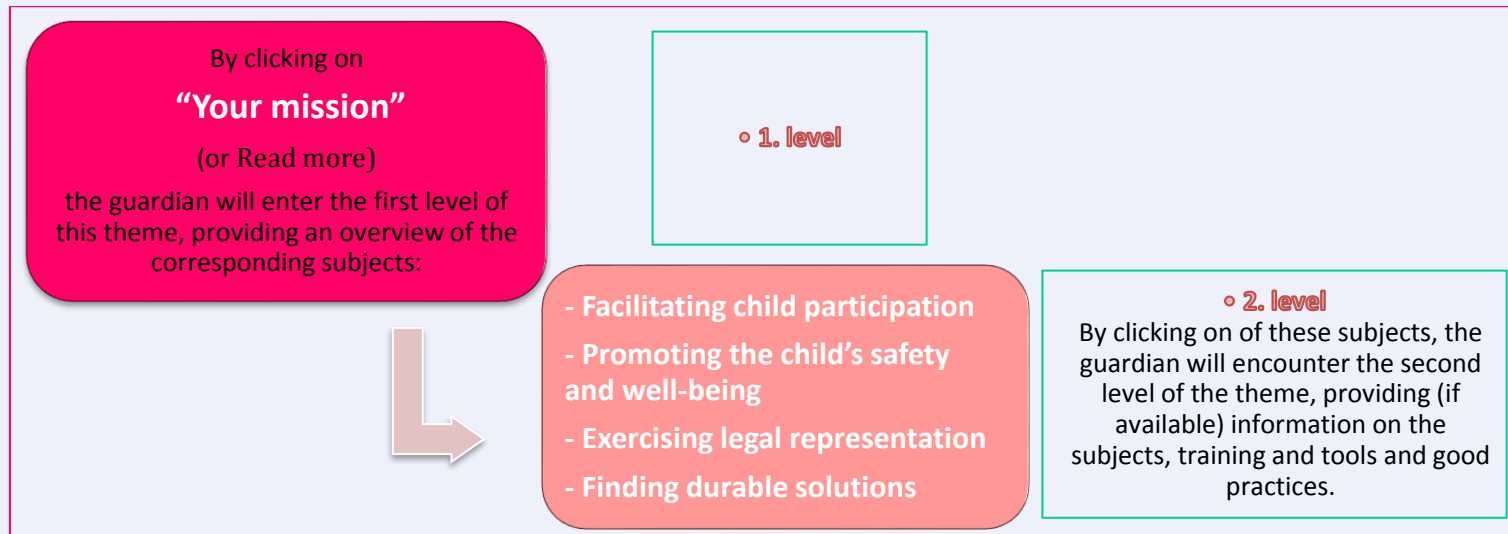 By clicking on
“Your mission”
(or Read more)
the guardian will enter the first level of
this theme, providing an overview of the
corresponding subjects:
• 1. level
- Facilitating child participation
- Promoting the child’s safety
and well-being
- Exercising legal representation
- Finding durable solutions
• 2. level
By clicking on of these subjects, the
guardian will encounter the second
level of the theme, providing (if
available) information on the
subjects, training and tools and good
practices.